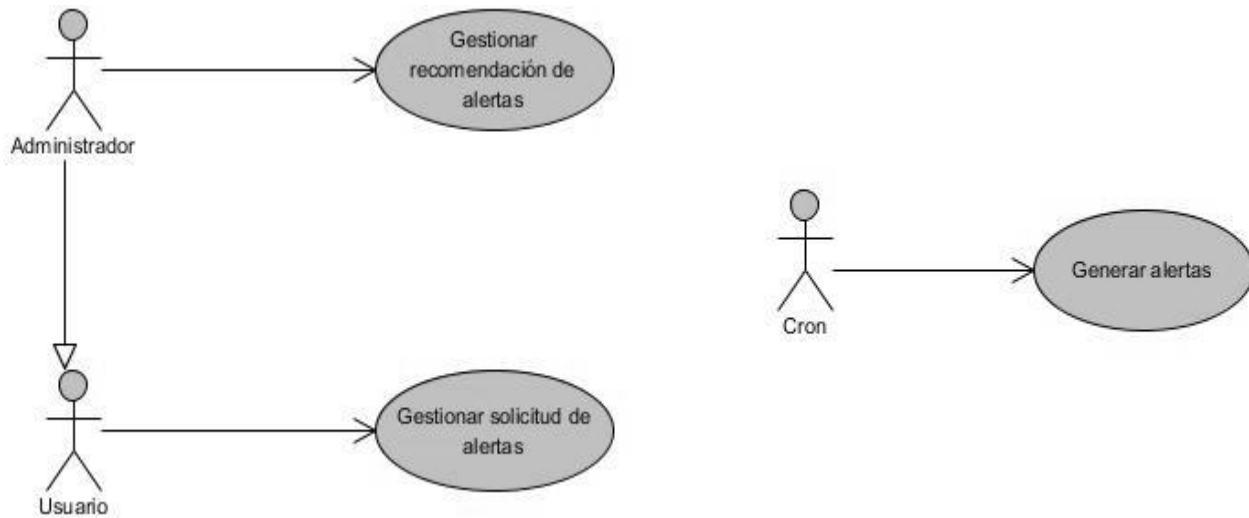 Gestionar
recomendación de
alertas
Administrador
Cron
Generar alertas
Gestionar solicitud de
alertas
Usuario